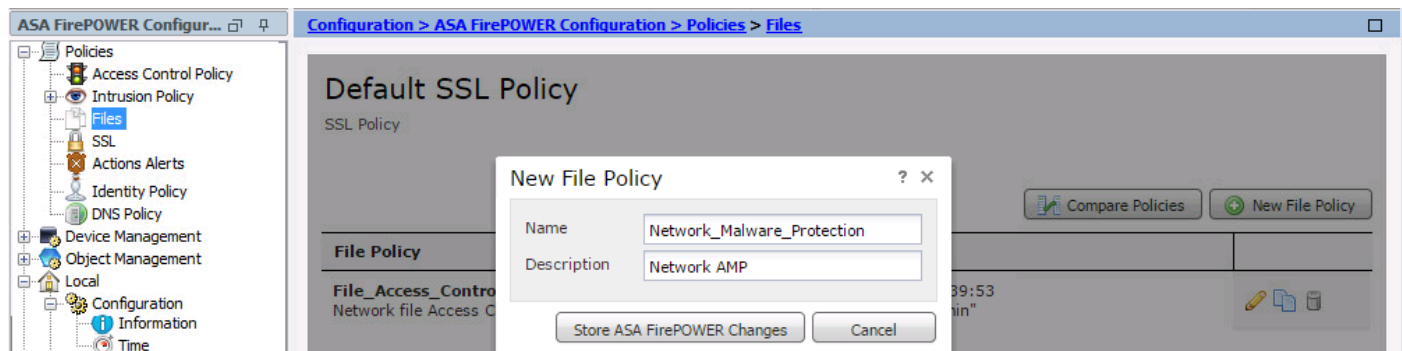 ASA FirePOWER Configur...
Policies
Access Control Policy
Intrusion Policy
Files
SSL
Actions Alerts
Identity Policy
DNS Policy
Device Management
Object Management
Local
Configuration
Information
Time
Configuration > ASA FirePOWER Configuration > Policies > Files
Default SSL Policy
SSL Policy
Compare Policies
New File Policy
File Policy
File_Access_Contro
39:53
Network file Access C
in"
New File Policy ? ×
Name Network_Malware_Protection
Description Network AMP
Store ASA FirePOWER Changes Cancel